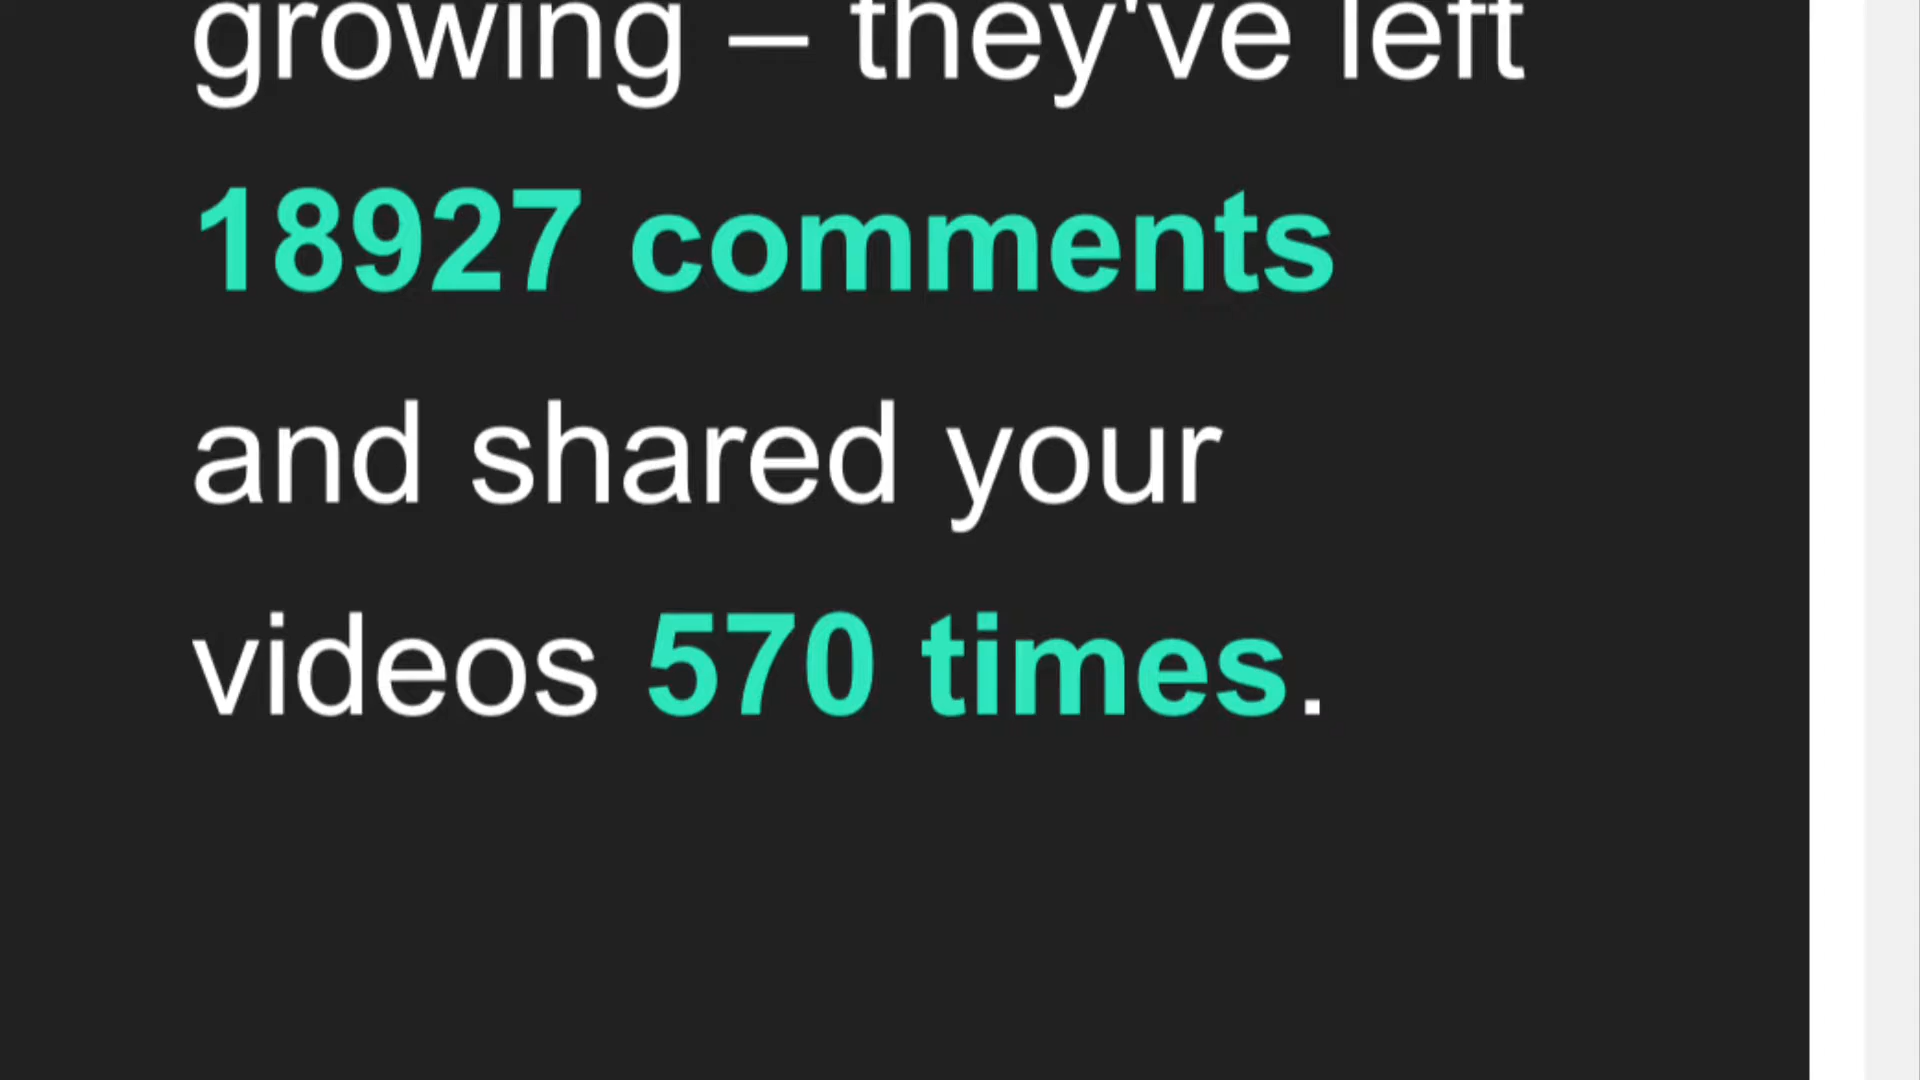 growing – they've left
18927 comments
and shared your
videos 570 times.